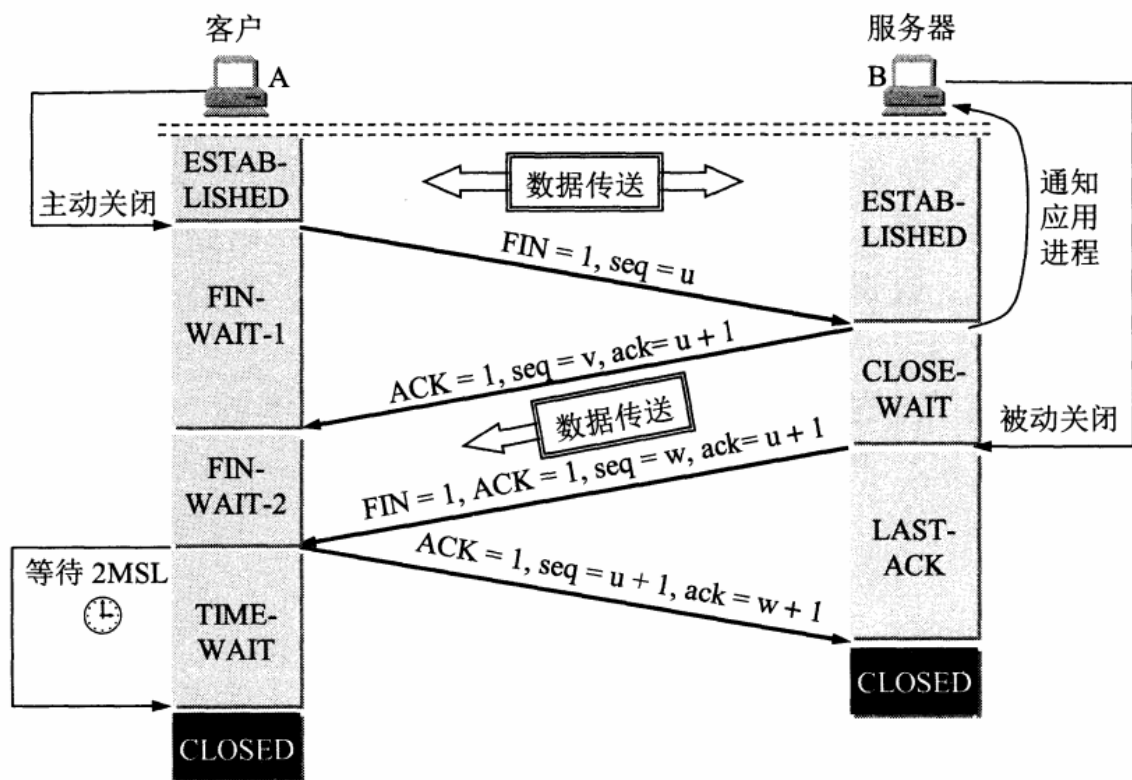 客户
服务器
A
B
ESTAB-
LISHED
数据传送
ESTAB-
LISHED
通知
应用
进程
主动关闭
FIN = 1, seq = u
FIN-
WAIT-1
ACK = 1, seq = v, ack= u + 1
CLOSE-
WAIT
数据传送
被动关闭
FIN-
WAIT-2
FIN = 1, ACK = 1, seq = w, ack= u + 1
LAST-
ACK
ACK = 1, seq = u + 1, ack = w + 1
等待 2MSL
TIME-
WAIT
CLOSED
CLOSED